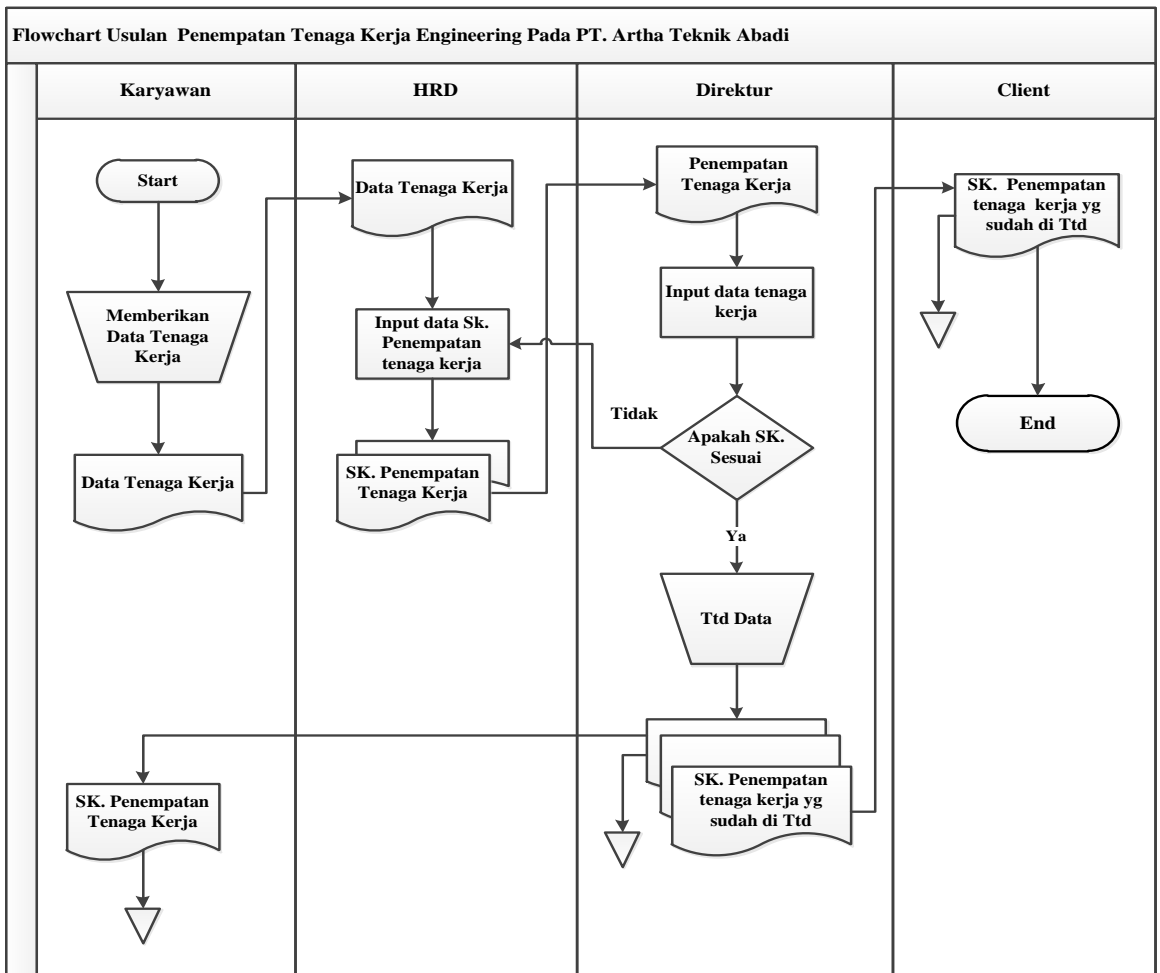 Flowchart Usulan Penempatan Tenaga Kerja Engineering Pada PT. Artha Teknik Abadi
Karyawan
HRD
Direktur
Client
Start
Memberikan
Data Tenaga
Kerja
Data Tenaga Kerja
SK. Penempatan
Tenaga Kerja
Data Tenaga Kerja
Input data Sk.
Penempatan
tenaga kerja
SK. Penempatan
Tenaga Kerja
Penempatan
Tenaga Kerja
Input data tenaga
kerja
Apakah SK.
Sesuai
Tidak
Ya
Ttd Data
SK. Penempatan
tenaga kerja yg
sudah di Ttd
SK. Penempatan
tenaga kerja yg
sudah di Ttd
End